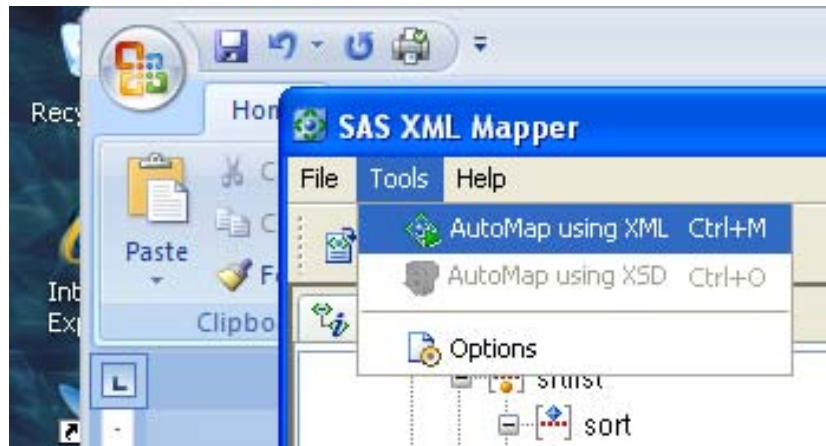 Recy
Hom
SAS XML Mapper
File Tools Help
AutoMap using XML Ctrl+M
AutoMap using XSD Ctrl+O
Options
Paste
C
C
F
Clipbo
Int
Exp
L
sort